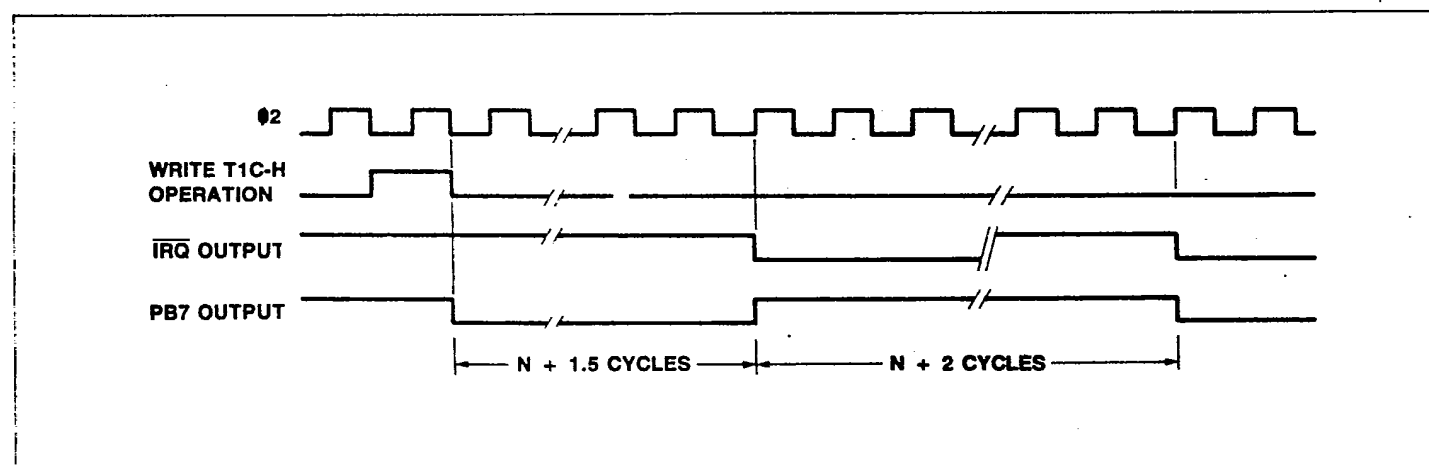 φ2
WRITE T1C-H
OPERATION
IRQ OUTPUT
PB7 OUTPUT
N + 1.5 CYCLES
N + 2 CYCLES